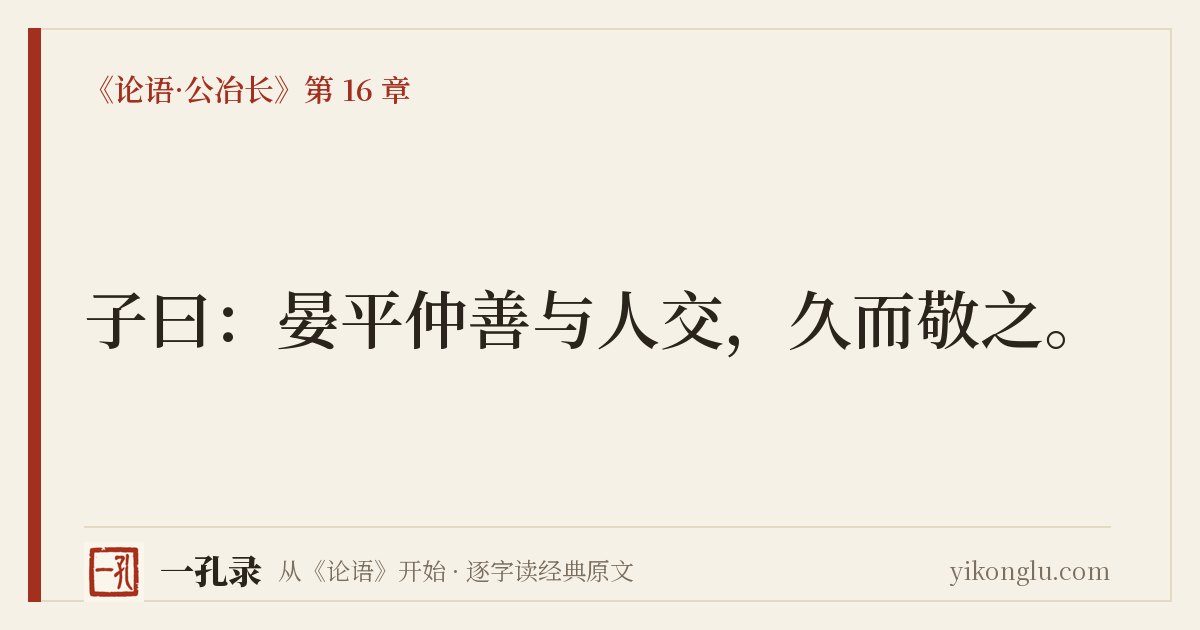 《论语·公冶长》第 16 章
子曰：晏平仲善与人交，久而敬之。
一孔
一孔录 从《论语》开始 · 逐字读经典原文 yikonglu.com